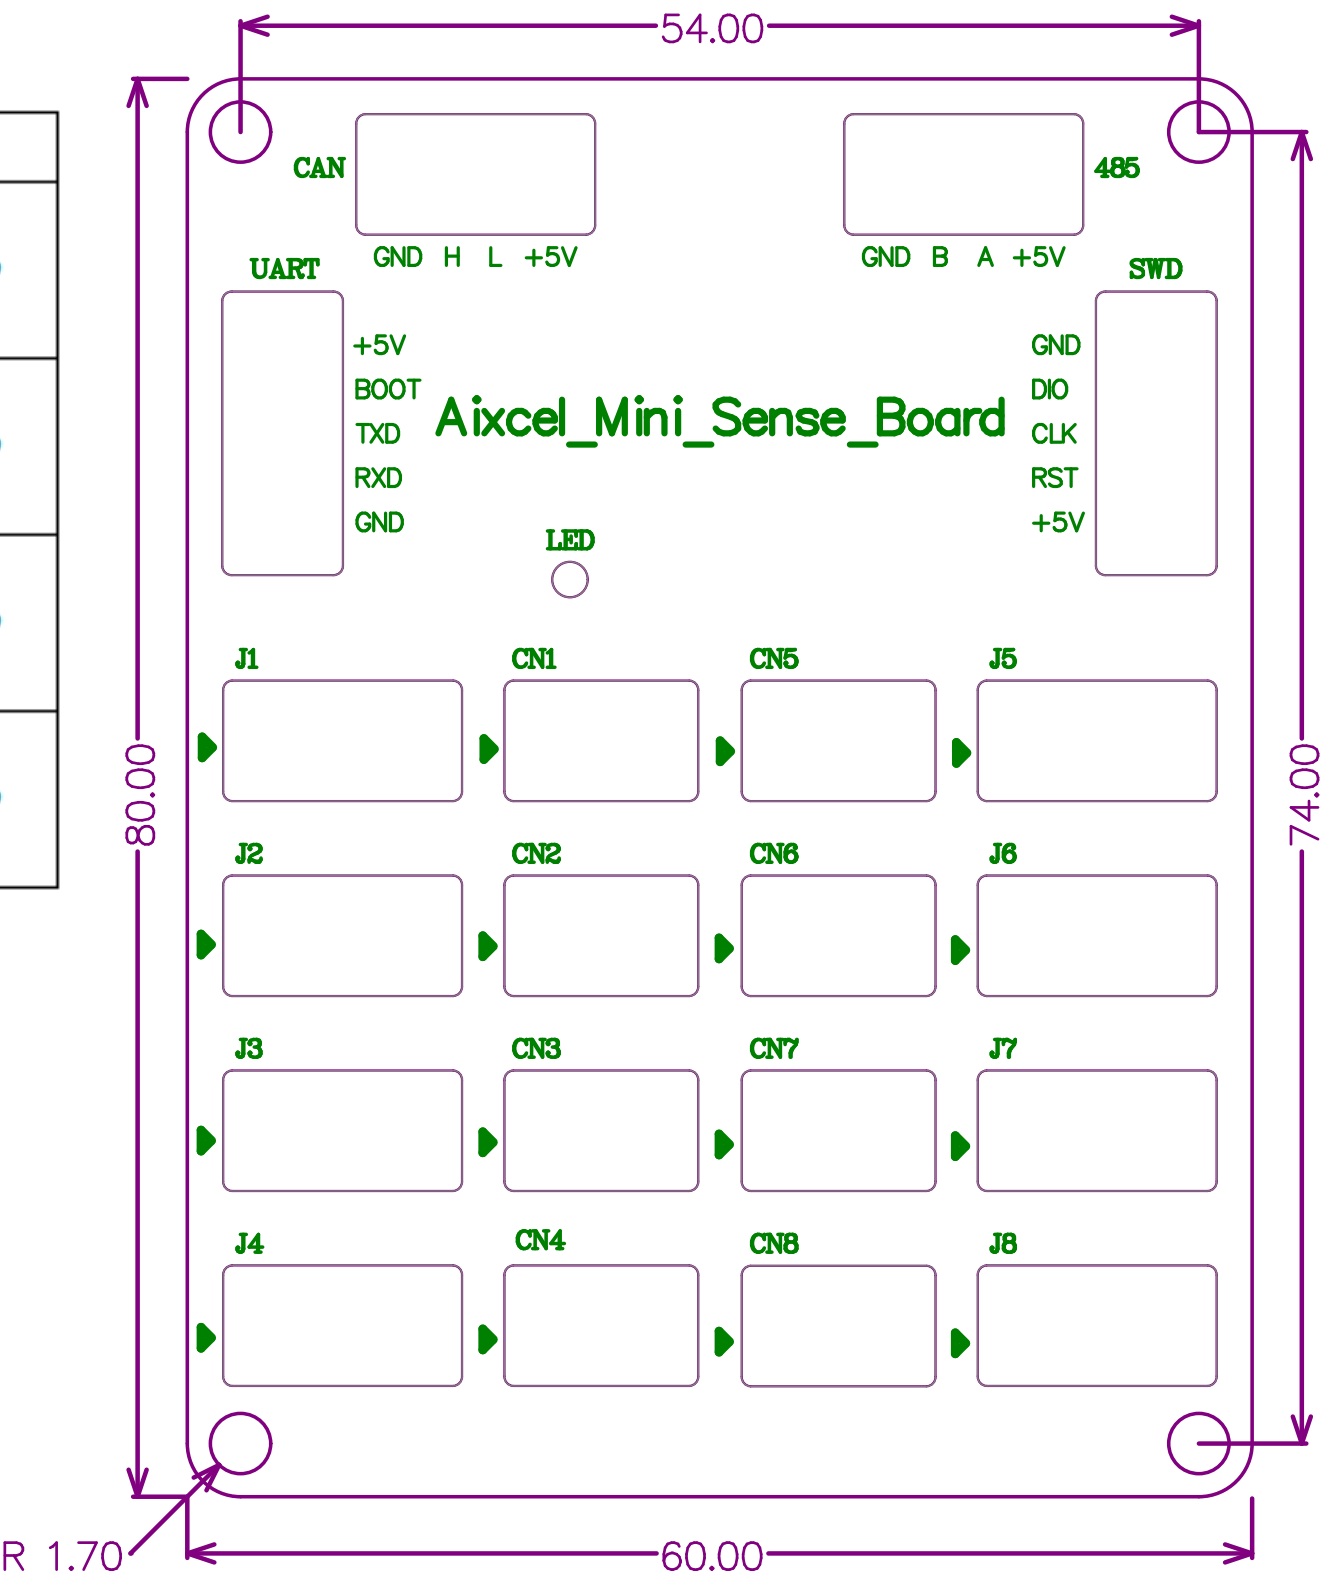 54.00
CAN
485
GND H L +5V
GND B A +5V
UART
SWD
+5V
BOOT
TXD
RXD
GND
Aixcel_Mini_Sense_Board
GND
DIO
CLK
RST
+5V
LED
J1 CN1 CN5 J5
80.00
74.00
J2 CN2 CN6 J6
J3 CN3 CN7 J7
J4 CN4 CN8 J8
R 1.70
60.00